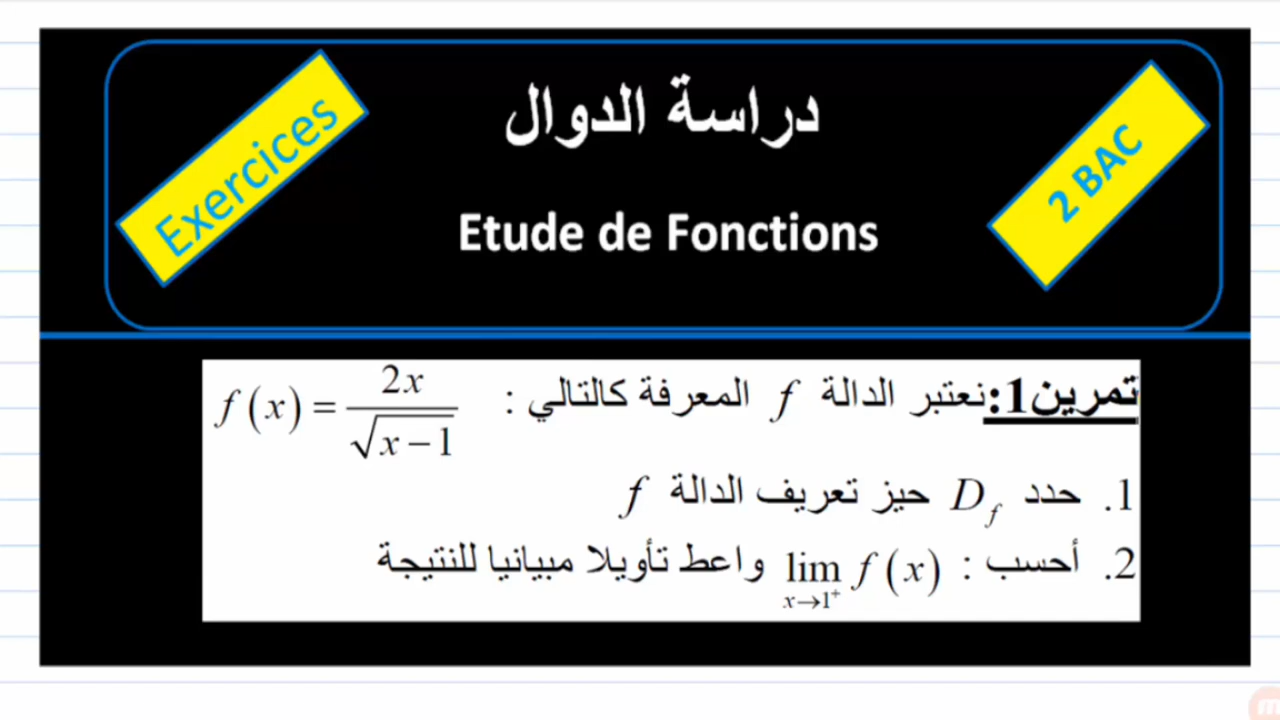 Exercices
دراسة الدوال
2 BAC
Etude de Fonctions
تمرين1: نعتبر الدالة f المعرفة كالتالي : f(x) = 2x / √(x−1)
1. حدد D_f حيز تعريف الدالة f
2. أحسب : lim_{x→1⁺} f(x) واعط تأويلا مبيانيا للنتيجة